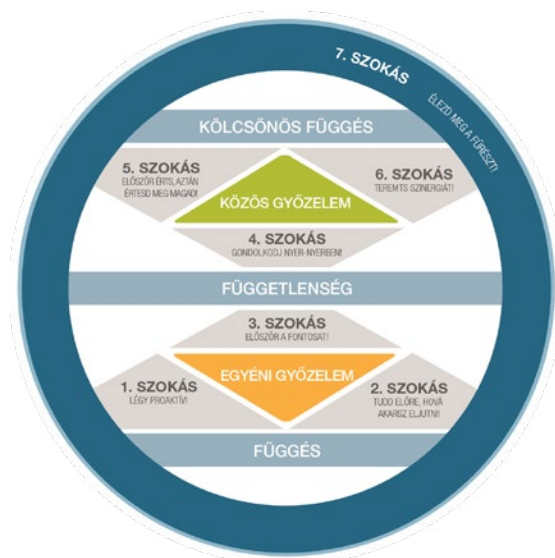 7. SZOKÁS
ÉLEZD MEG A FŰRÉSZT!
KÖLCSÖNÖS FÜGGÉS
5. SZOKÁS
ELŐSZÖR ÉRTS, AZTÁN
ÉRTESD MEG MAGAD!
6. SZOKÁS
TEREMTS SZINERGIÁT!
KÖZÖS GYŐZELEM
4. SZOKÁS
GONDOLKODJ NYER-NYERBEN!
FÜGGETLENSÉG
3. SZOKÁS
ELŐSZÖR A FONTOSAT!
EGYÉNI GYŐZELEM
1. SZOKÁS
LÉGY PROAKTÍV!
2. SZOKÁS
TUDD ELŐRE, HOVÁ
AKARSZ ELJUTNI!
FÜGGÉS